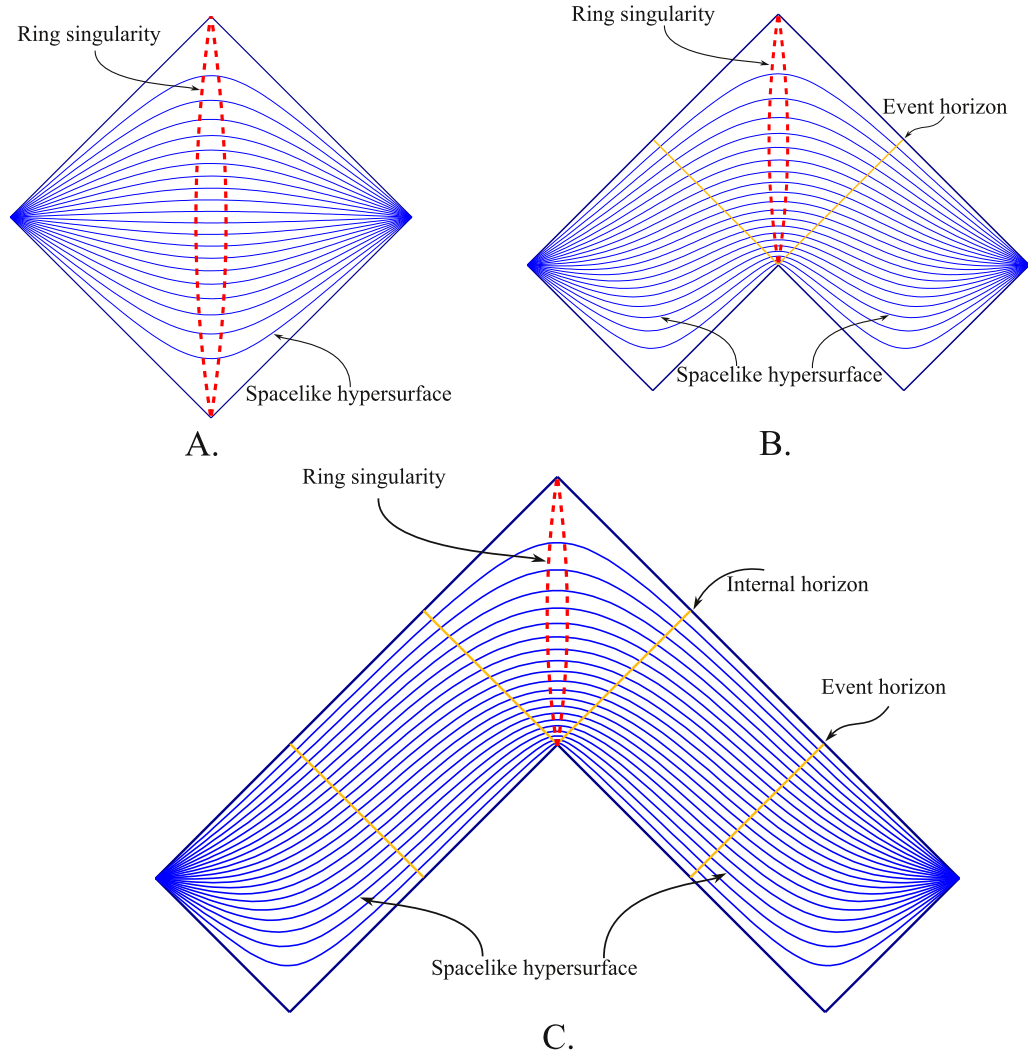 Ring singularity
Spacelike hypersurface
A.
Ring singularity
Event horizon
Spacelike hypersurface
B.
Ring singularity
Internal horizon
Event horizon
Spacelike hypersurface
C.